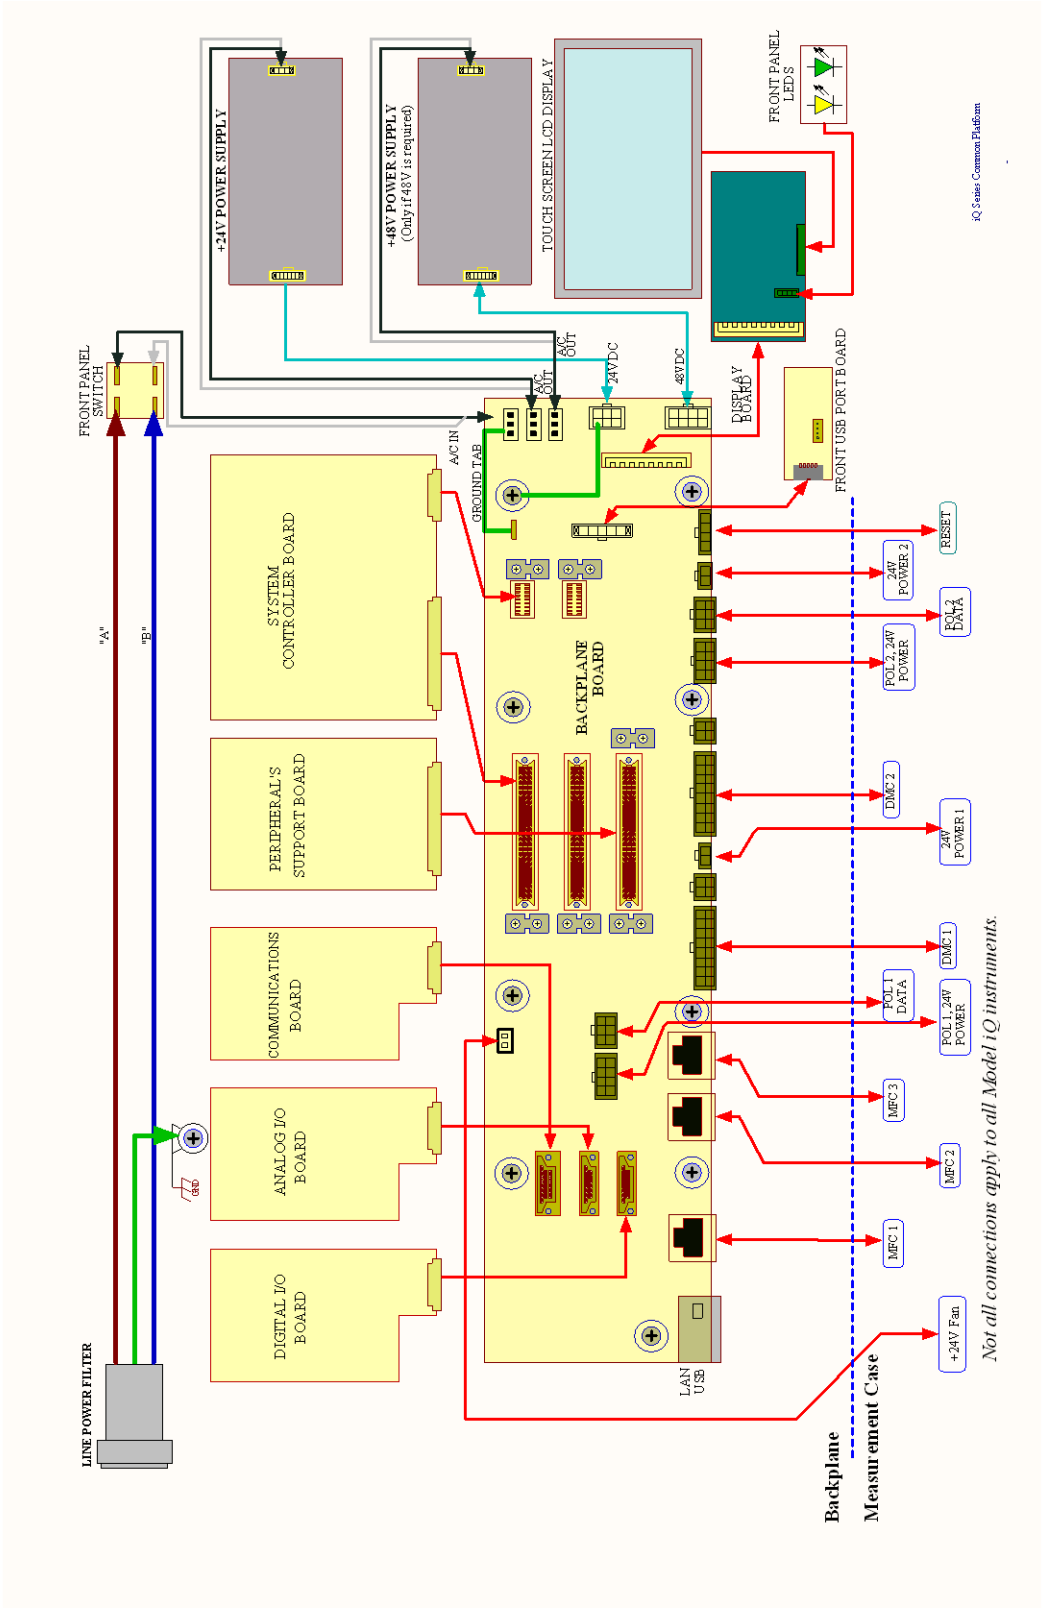 LINE POWER FILTER
"A"
"B"
GND
FRONT PANEL
SWITCH
+24V POWER SUPPLY
+48V POWER SUPPLY
(Only if 48V is required)
TOUCH SCREEN LCD DISPLAY
FRONT PANEL
LEDS
iQ Series Common Platform
DIGITAL I/O
BOARD
ANALOG I/O
BOARD
COMMUNICATIONS
BOARD
PERIPHERAL'S
SUPPORT BOARD
SYSTEM
CONTROLLER BOARD
A/C IN
GROUND TAB
A/C
OUT
A/C
OUT
24VDC
48VDC
DISPLAY
BOARD
FRONT USB PORT BOARD
BACKPLANE
BOARD
LAN
USB
Backplane
Measurement Case
+24V Fan
MFC 1
MFC 2
MFC 3
POL 1, 24V
POWER
POL 1
DATA
DMC 1
24V
POWER 1
DMC 2
POL 2, 24V
POWER
POL 2
DATA
24V
POWER 2
RESET
Not all connections apply to all Model iQ instruments.